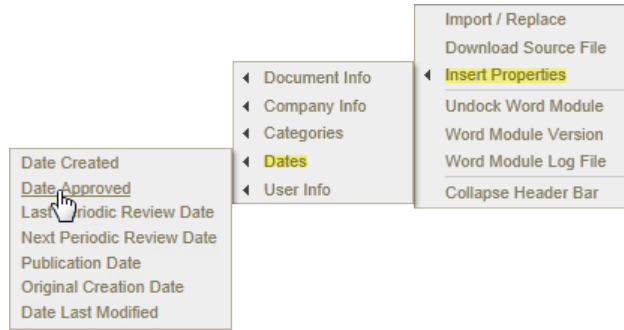 Import / Replace
Download Source File
Insert Properties
Undock Word Module
Word Module Version
Word Module Log File
Collapse Header Bar
Document Info
Company Info
Categories
Dates
User Info
Date Created
Date Approved
Last Periodic Review Date
Next Periodic Review Date
Publication Date
Original Creation Date
Date Last Modified